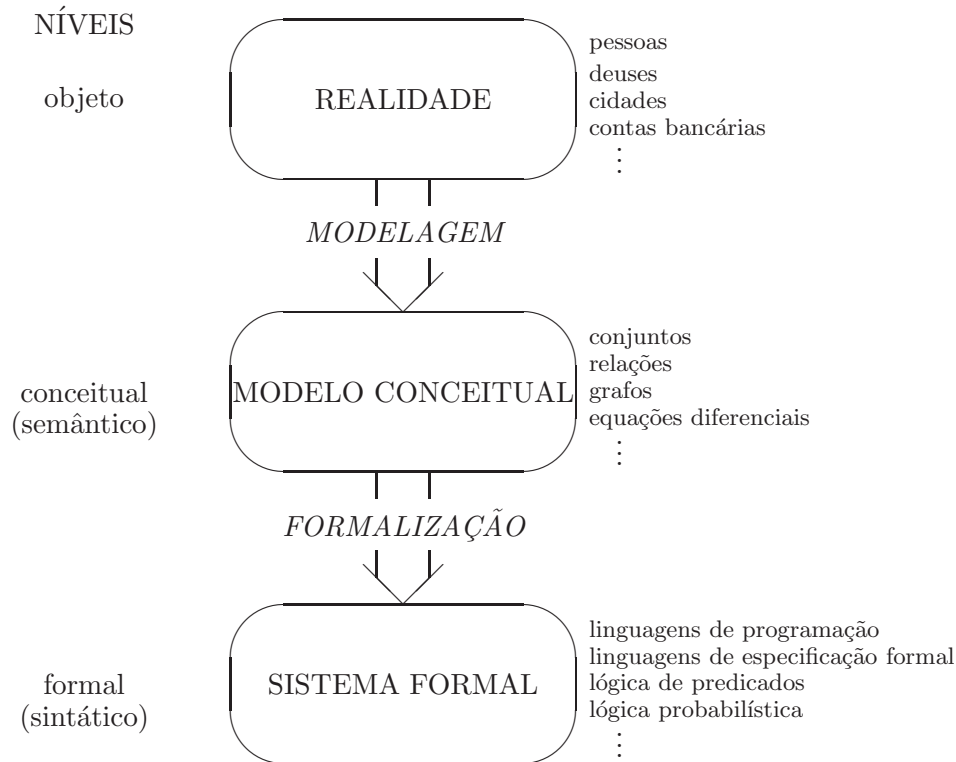 NÍVEIS
objeto
REALIDADE
pessoas
deuses
cidades
contas bancárias
⋮
MODELAGEM
conceitual
(semântico)
MODELO CONCEITUAL
conjuntos
relações
grafos
equações diferenciais
⋮
FORMALIZAÇÃO
formal
(sintático)
SISTEMA FORMAL
linguagens de programação
linguagens de especificação formal
lógica de predicados
lógica probabilística
⋮